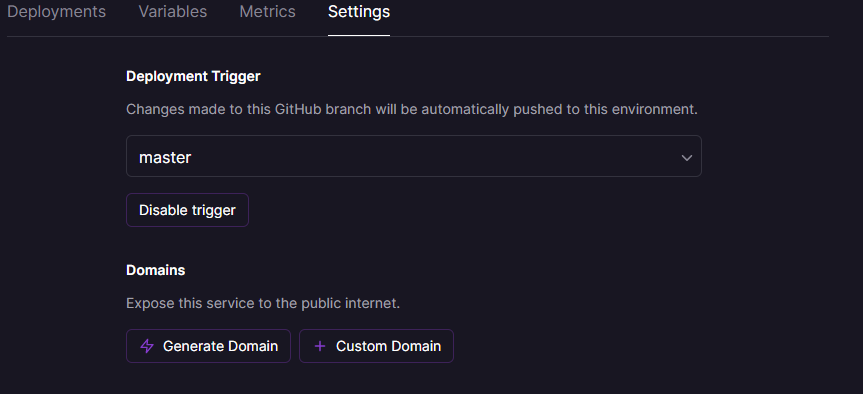 Deployments Variables Metrics Settings
Deployment Trigger
Changes made to this GitHub branch will be automatically pushed to this environment.
master
Disable trigger
Domains
Expose this service to the public internet.
Generate Domain Custom Domain